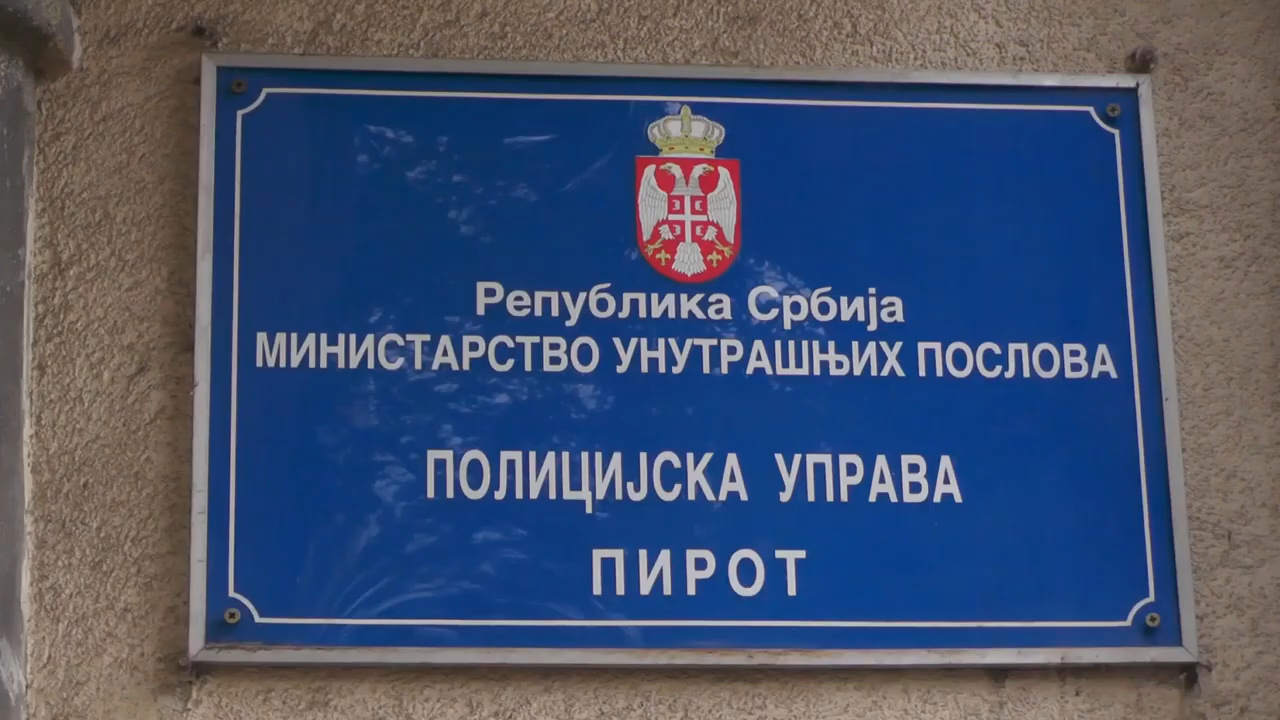 Република Србија
МИНИСТАРСТВО УНУТРАШЊИХ ПОСЛОВА
ПОЛИЦИЈСКА УПРАВА
ПИРОТ